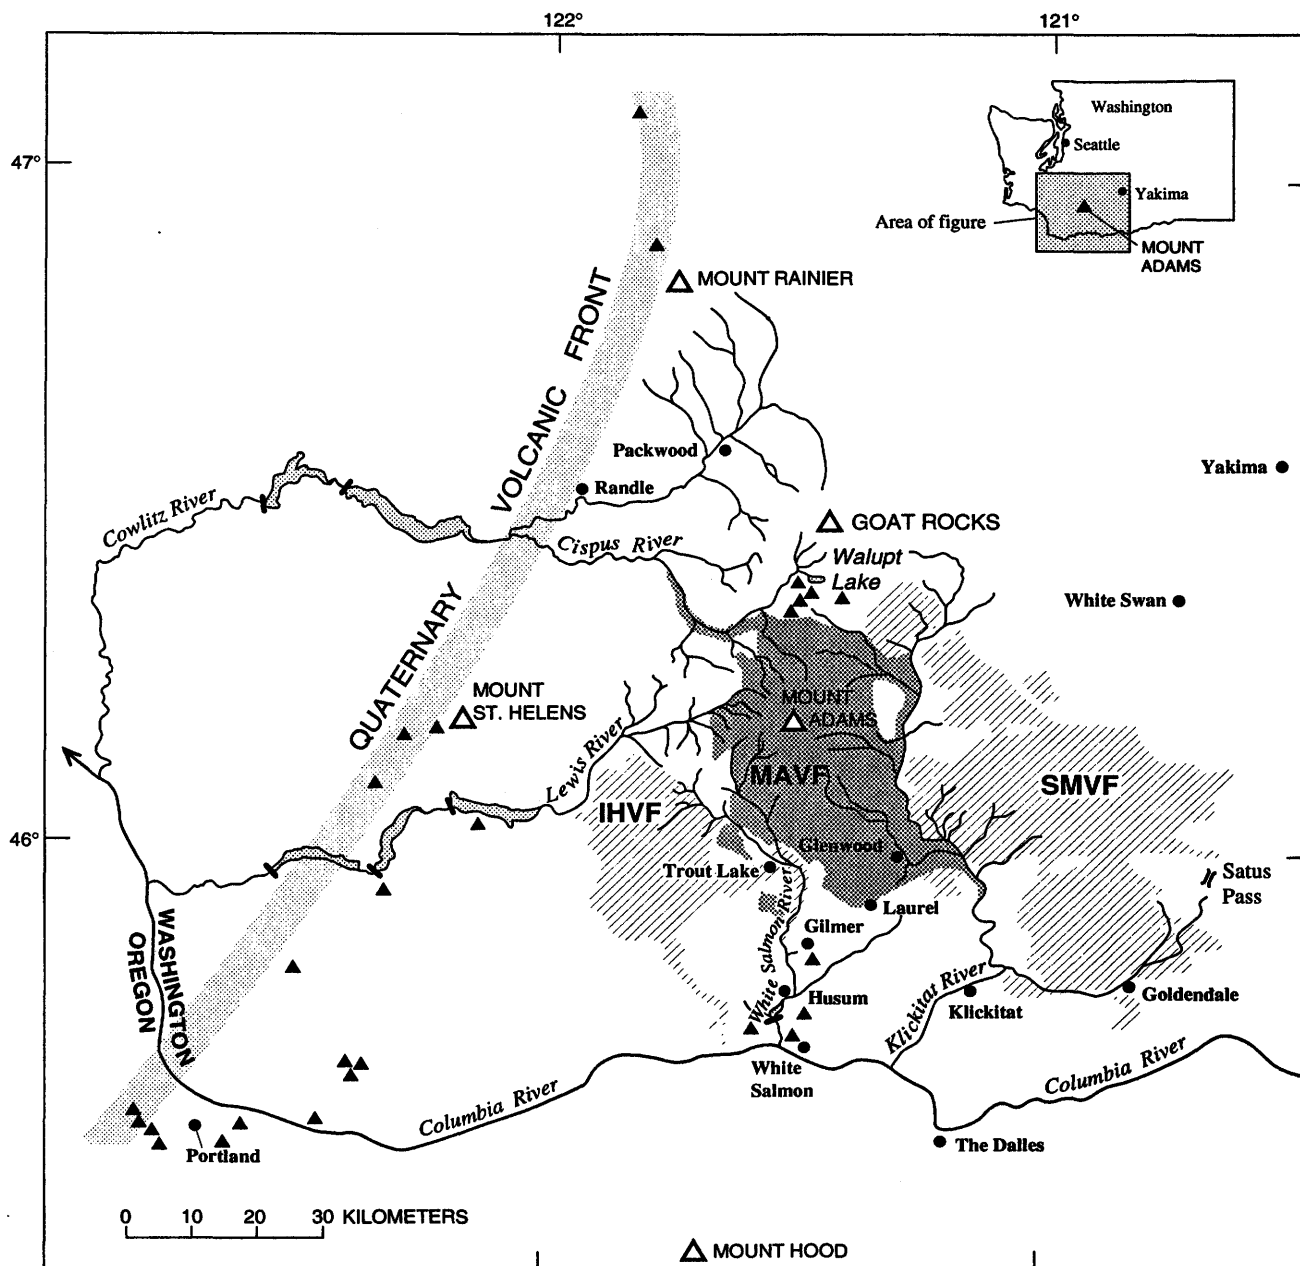 122°
121°
47°
Washington
Seattle
Yakima
Area of figure
MOUNT
ADAMS
MOUNT RAINIER
QUATERNARY VOLCANIC FRONT
Packwood
Yakima
Randle
Cowlitz River
GOAT ROCKS
Cispus River
Walupt
Lake
White Swan
MOUNT
ST. HELENS
MOUNT
ADAMS
Lewis River
MAVF
SMVF
IHVF
46°
Glenwood
Trout Lake
Satus
Pass
Laurel
White Salmon River
Gilmer
WASHINGTON
OREGON
Husum
Klickitat River
Klickitat
Goldendale
White
Salmon
Columbia River
Columbia River
Portland
The Dalles
0 10 20 30 KILOMETERS
MOUNT HOOD